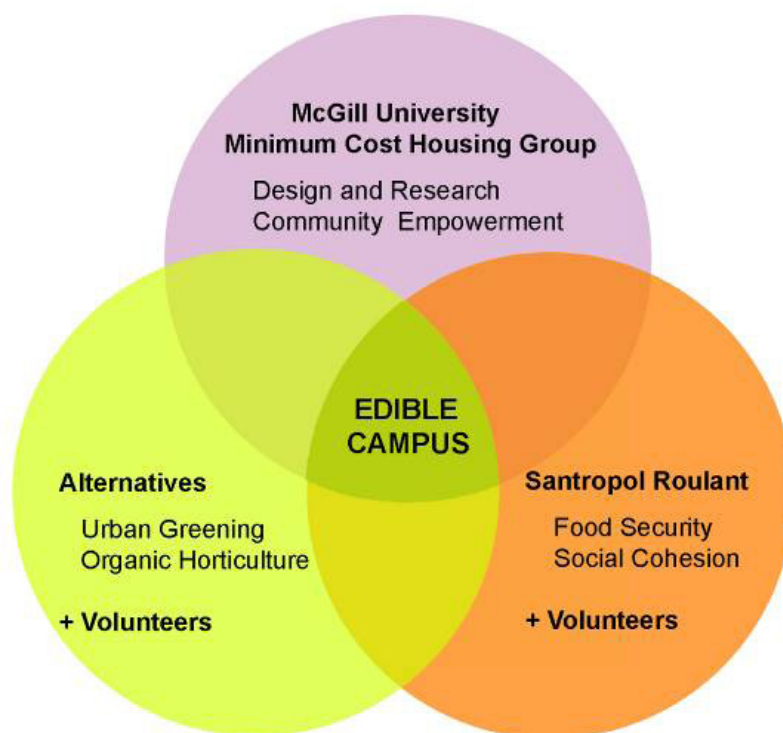 McGill University
Minimum Cost Housing Group
Design and Research
Community Empowerment
EDIBLE
CAMPUS
Alternatives
Urban Greening
Organic Horticulture
+ Volunteers
Santropol Roulant
Food Security
Social Cohesion
+ Volunteers